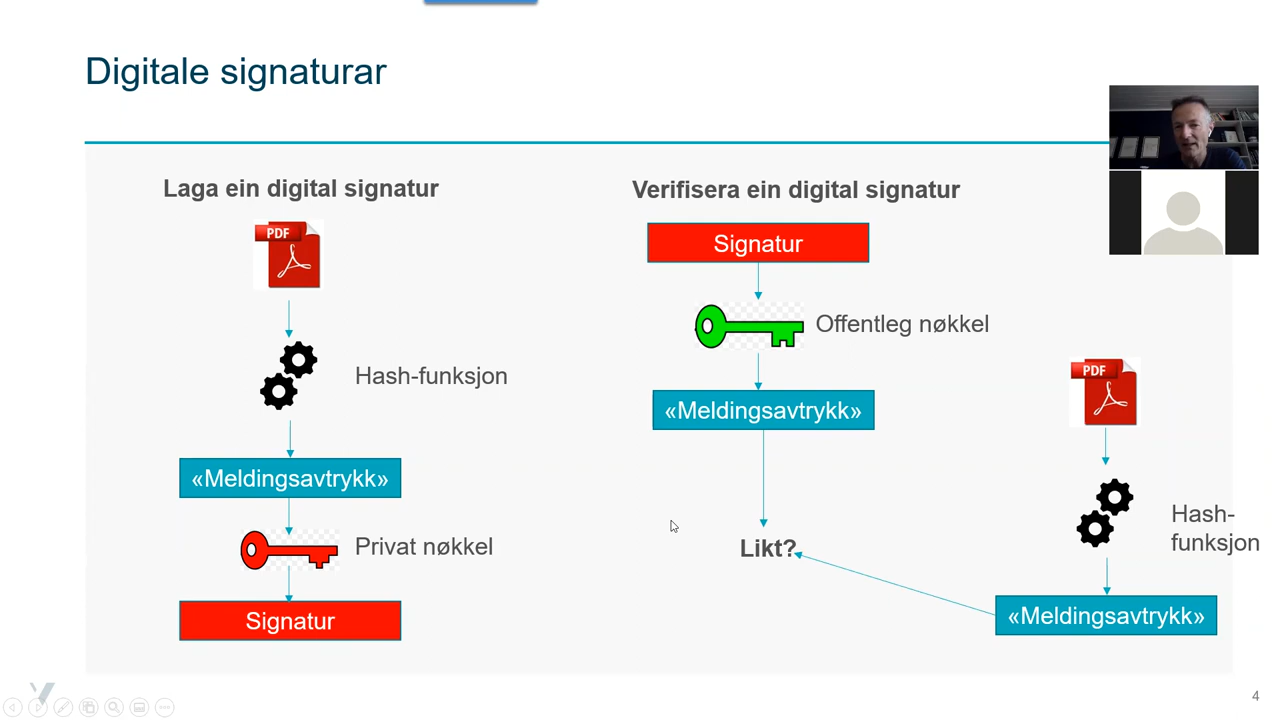 Digitale signaturar
Laga ein digital signatur
PDF
Hash-funksjon
«Meldingsavtrykk»
Privat nøkkel
Signatur
Verifisera ein digital signatur
Signatur
Offentleg nøkkel
«Meldingsavtrykk»
Likt?
PDF
Hash-
funksjon
«Meldingsavtrykk»
4